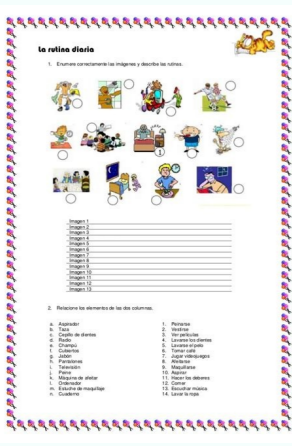 La rutina diaria
1. Enumere correctamente las imágenes y describe las rutinas.
1
Imagen 1
Imagen 2
Imagen 3
Imagen 4
Imagen 5
Imagen 6
Imagen 7
Imagen 8
Imagen 9
Imagen 10
Imagen 11
Imagen 12
Imagen 13
2. Relacione los elementos de las dos columnas.
a. Aspirador
b. Taza
c. Cepillo de dientes
d. Radio
e. Champú
f. Cubiertos
g. Jabón
h. Pantalones
i. Televisión
j. Peine
k. Máquina de afeitar
l. Ordenador
m. Estuche de maquillaje
n. Cuaderno
1. Peinarse
2. Vestirse
3. Ver películas
4. Lavarse los dientes
5. Lavarse el pelo
6. Tomar café
7. Jugar videojuegos
8. Afeitarse
9. Maquillarse
10. Aspirar
11. Hacer los deberes
12. Comer
13. Escuchar música
14. Lavar la ropa